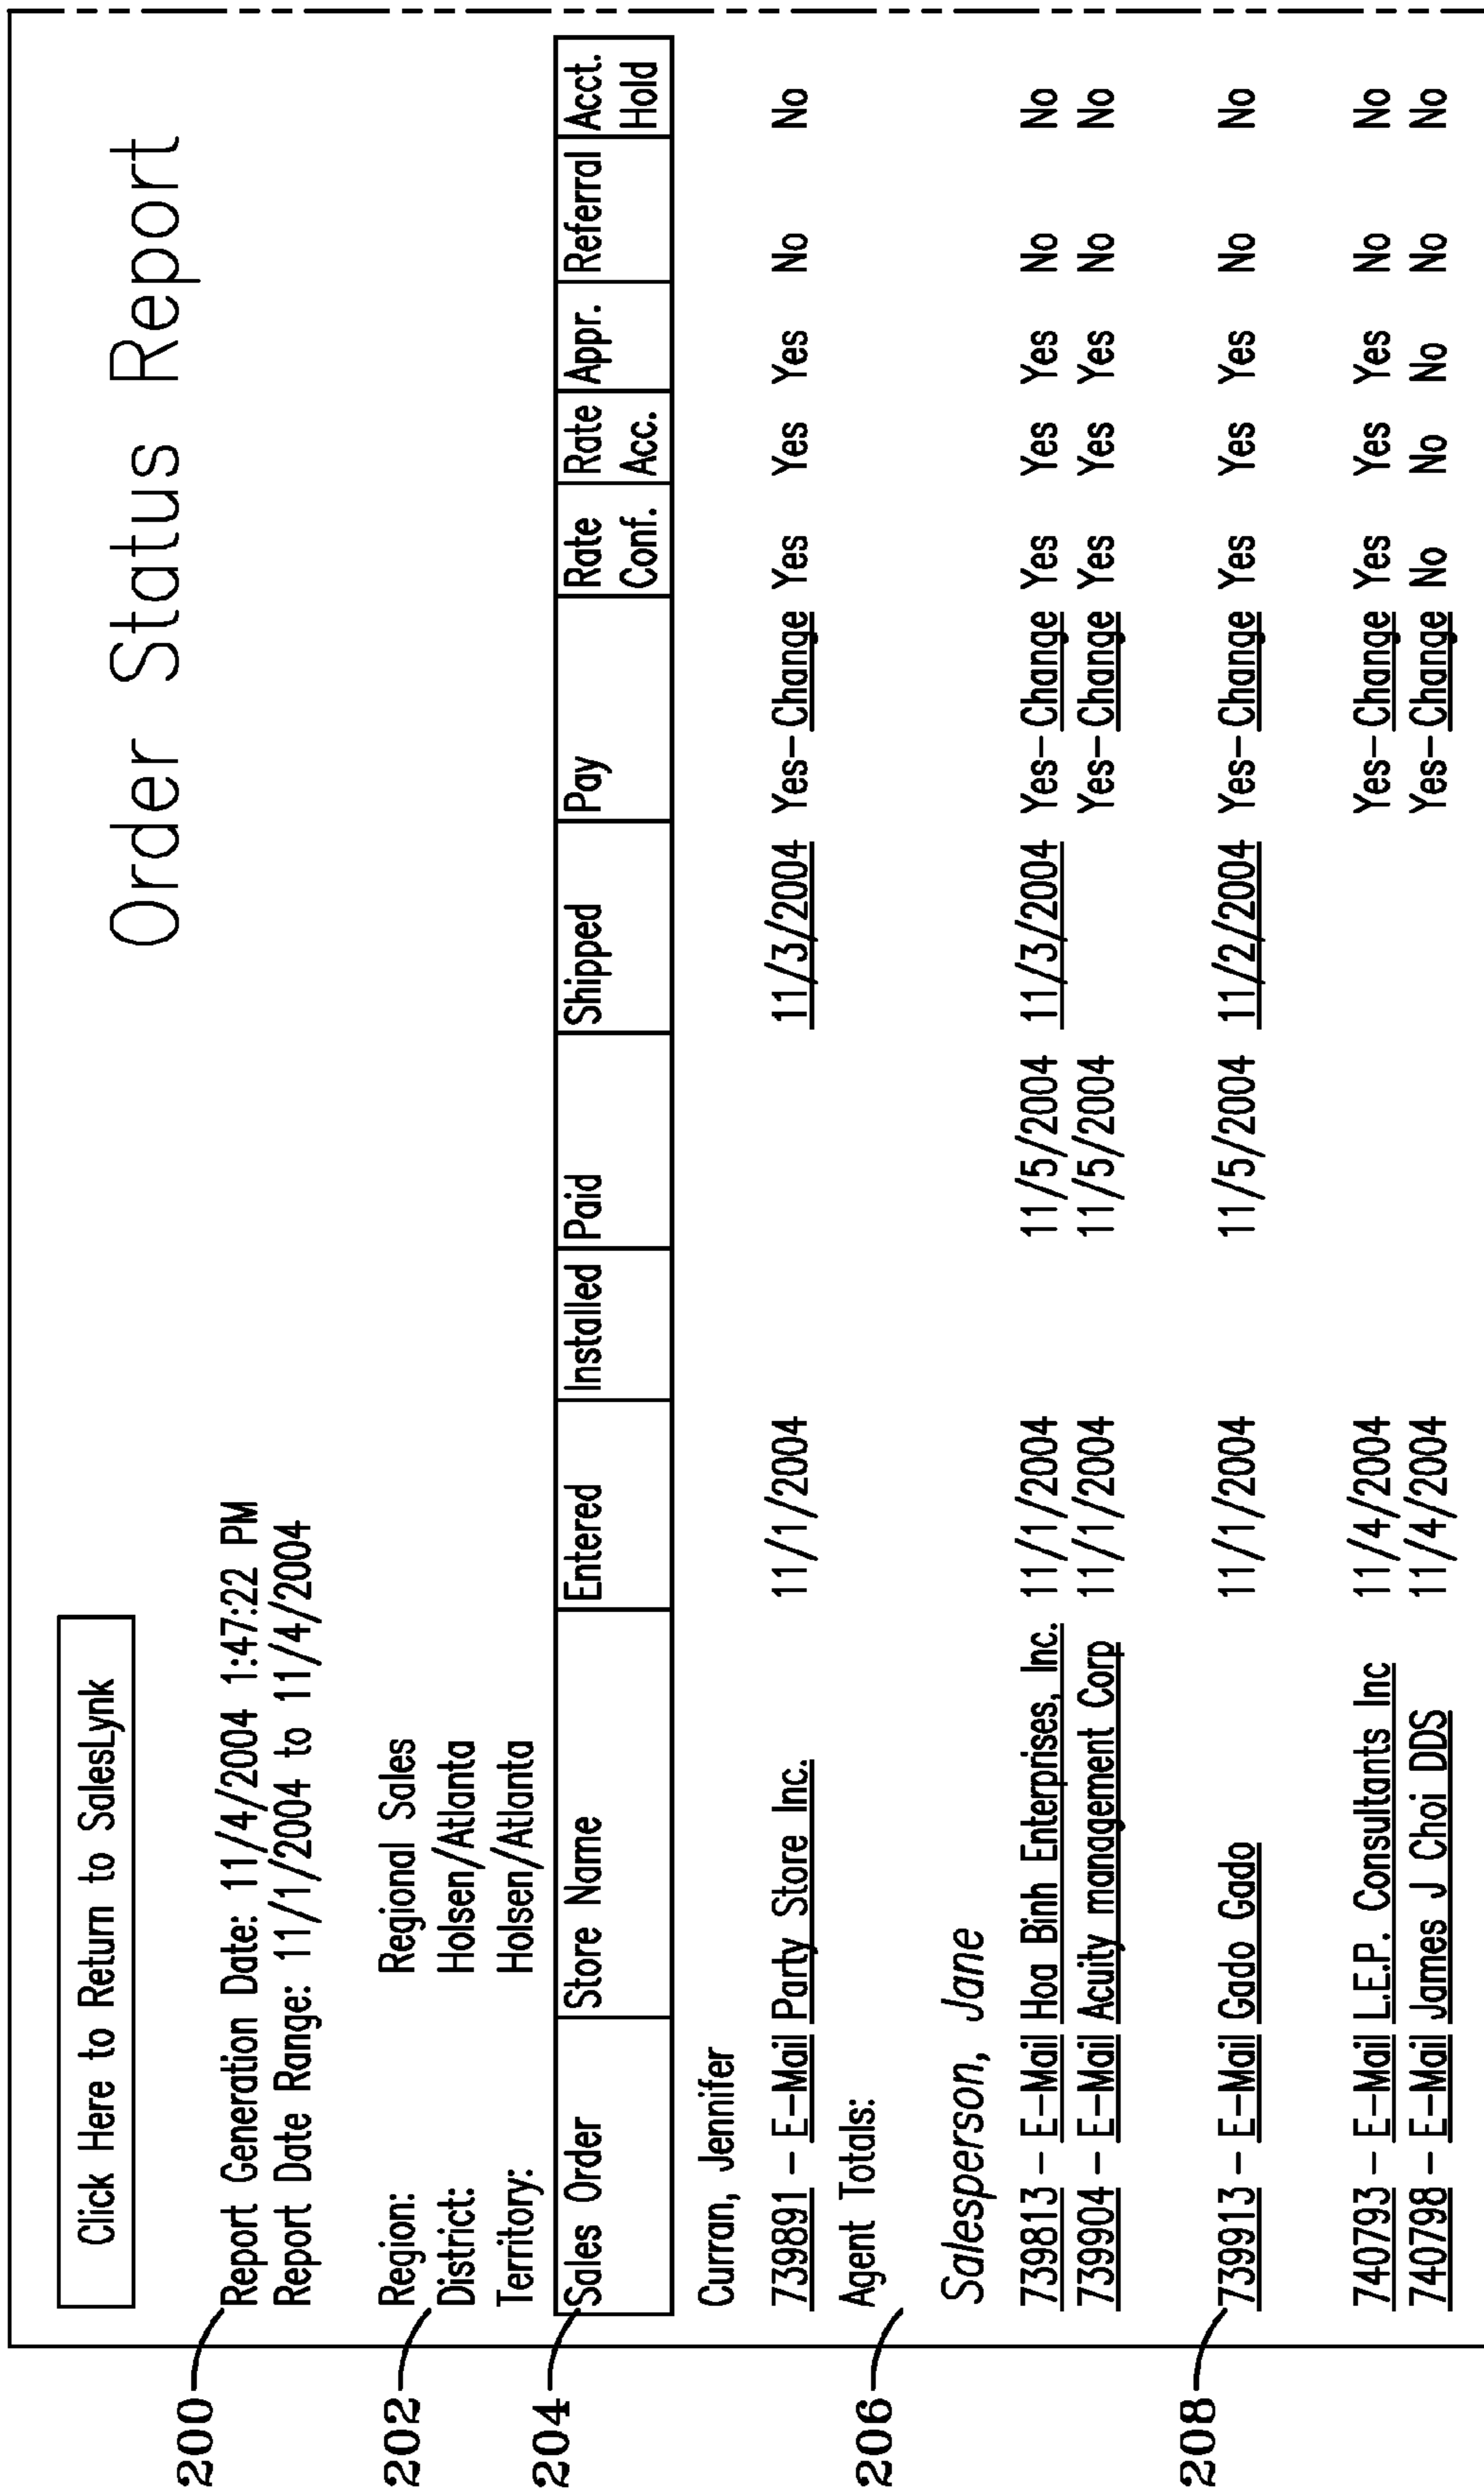 Order Status Report
Click Here to Return to SalesLynk
200
Report Generation Date: 11/4/2004 1:47:22 PM
Report Date Range: 11/1/2004 to 11/4/2004
202
Region: Regional Sales
District: Holsen/Atlanta
Territory: Holsen/Atlanta
204
Sales Order Store Name Entered Installed Paid Shipped Pay Rate Conf. Rate Acc. Appr. Referral Acct. Hold
Curran, Jennifer
739891 - E-Mail Party Store Inc. 11/1/2004 11/3/2004 Yes-Change Yes Yes Yes No No
Agent Totals:
206
Salesperson, Jane
739813 - E-Mail Hoa Binh Enterprises, Inc. 11/1/2004 11/5/2004 11/3/2004 Yes-Change Yes Yes Yes No No
739904 - E-Mail Acuity management Corp 11/1/2004 11/5/2004 Yes-Change Yes Yes Yes No No
208
739913 - E-Mail Gado Gado 11/1/2004 11/5/2004 11/2/2004 Yes-Change Yes Yes Yes No No
740793 - E-Mail L.E.P. Consultants Inc 11/4/2004 Yes-Change Yes Yes Yes No No
740798 - E-Mail James J Choi DDS 11/4/2004 Yes-Change No No No No No